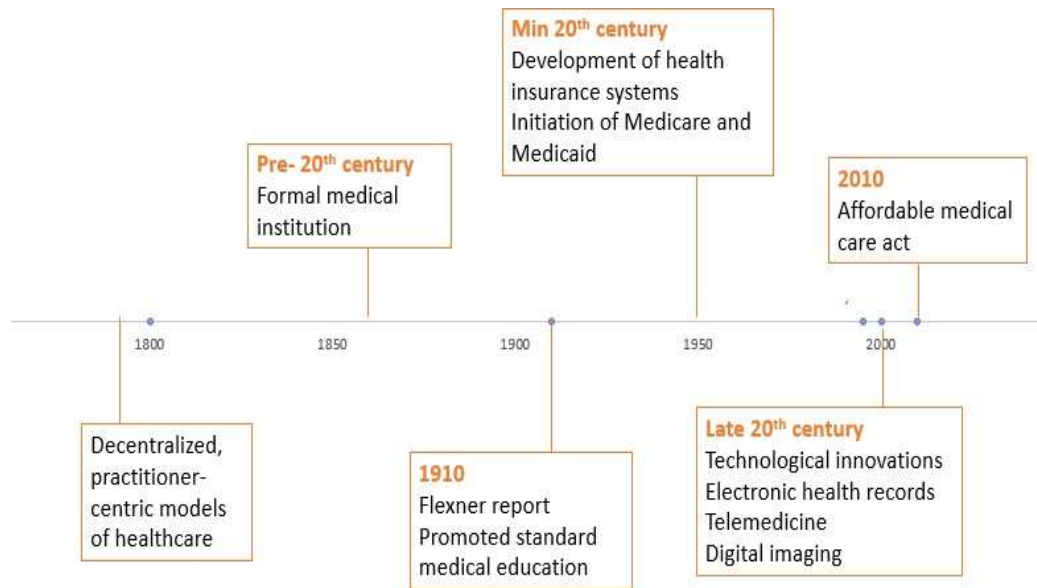 Min 20th century
Development of health
insurance systems
Initiation of Medicare and
Medicaid
Pre- 20th century
Formal medical
institution
2010
Affordable medical
care act
1800
1850
1900
1950
2000
Decentralized,
practitioner-
centric models
of healthcare
1910
Flexner report
Promoted standard
medical education
Late 20th century
Technological innovations
Electronic health records
Telemedicine
Digital imaging